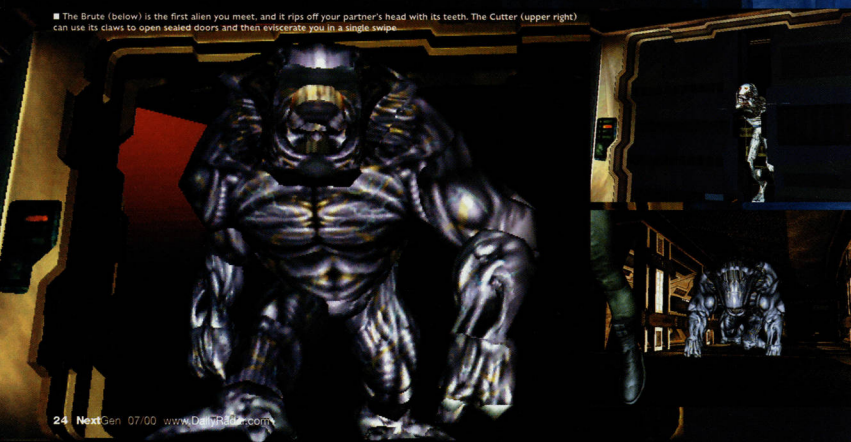 ■ The Brute (below) is the first alien you meet, and it rips off your partner's head with its teeth. The Cutter (upper right)
can use its claws to open sealed doors and then eviscerate you in a single swipe
24 NextGen 07/00 www.DailyRadar.com